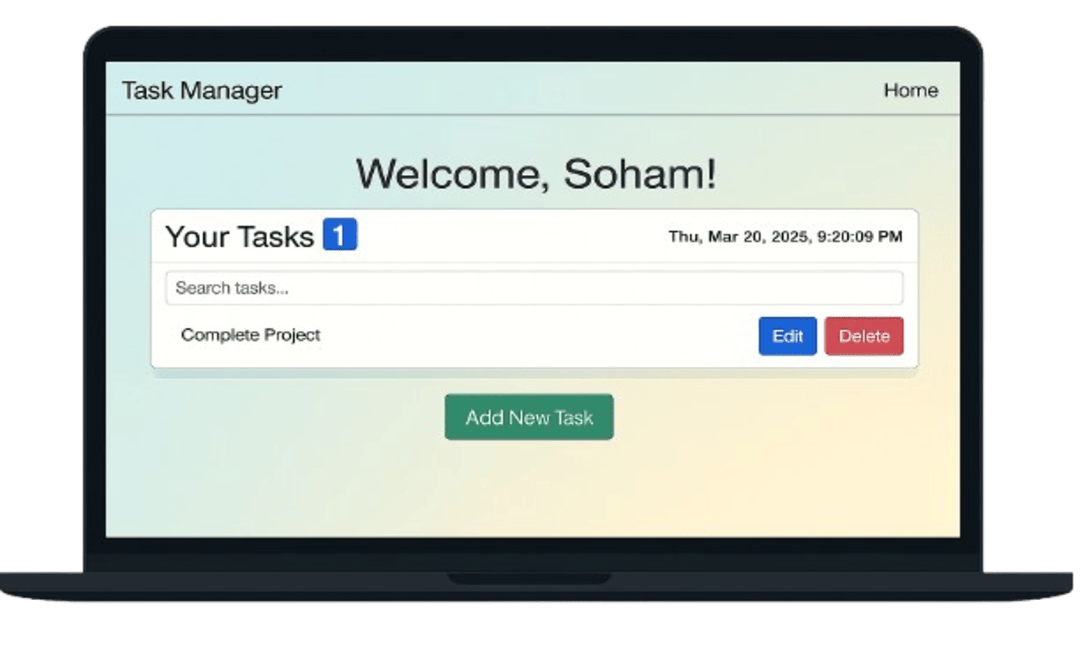 Task Manager Home
Welcome, Soham!
Your Tasks 1 Thu, Mar 20, 2025, 9:20:09 PM
Search tasks...
Complete Project Edit Delete
Add New Task